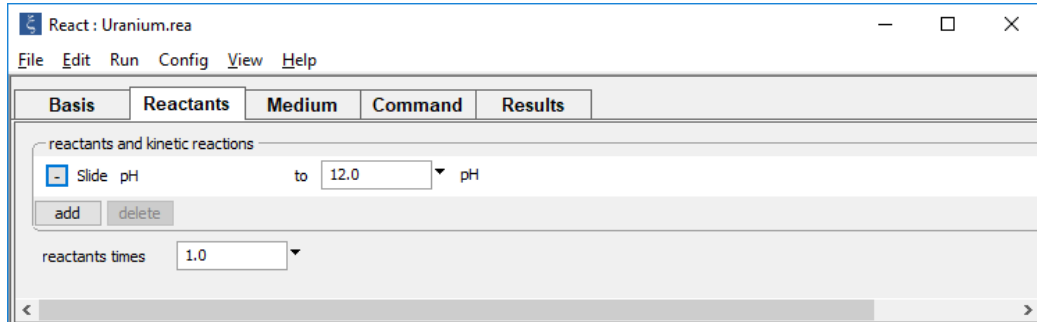 React : Uranium.rea
File Edit Run Config View Help
Basis Reactants Medium Command Results
reactants and kinetic reactions
- Slide pH to 12.0 pH
add delete
reactants times 1.0